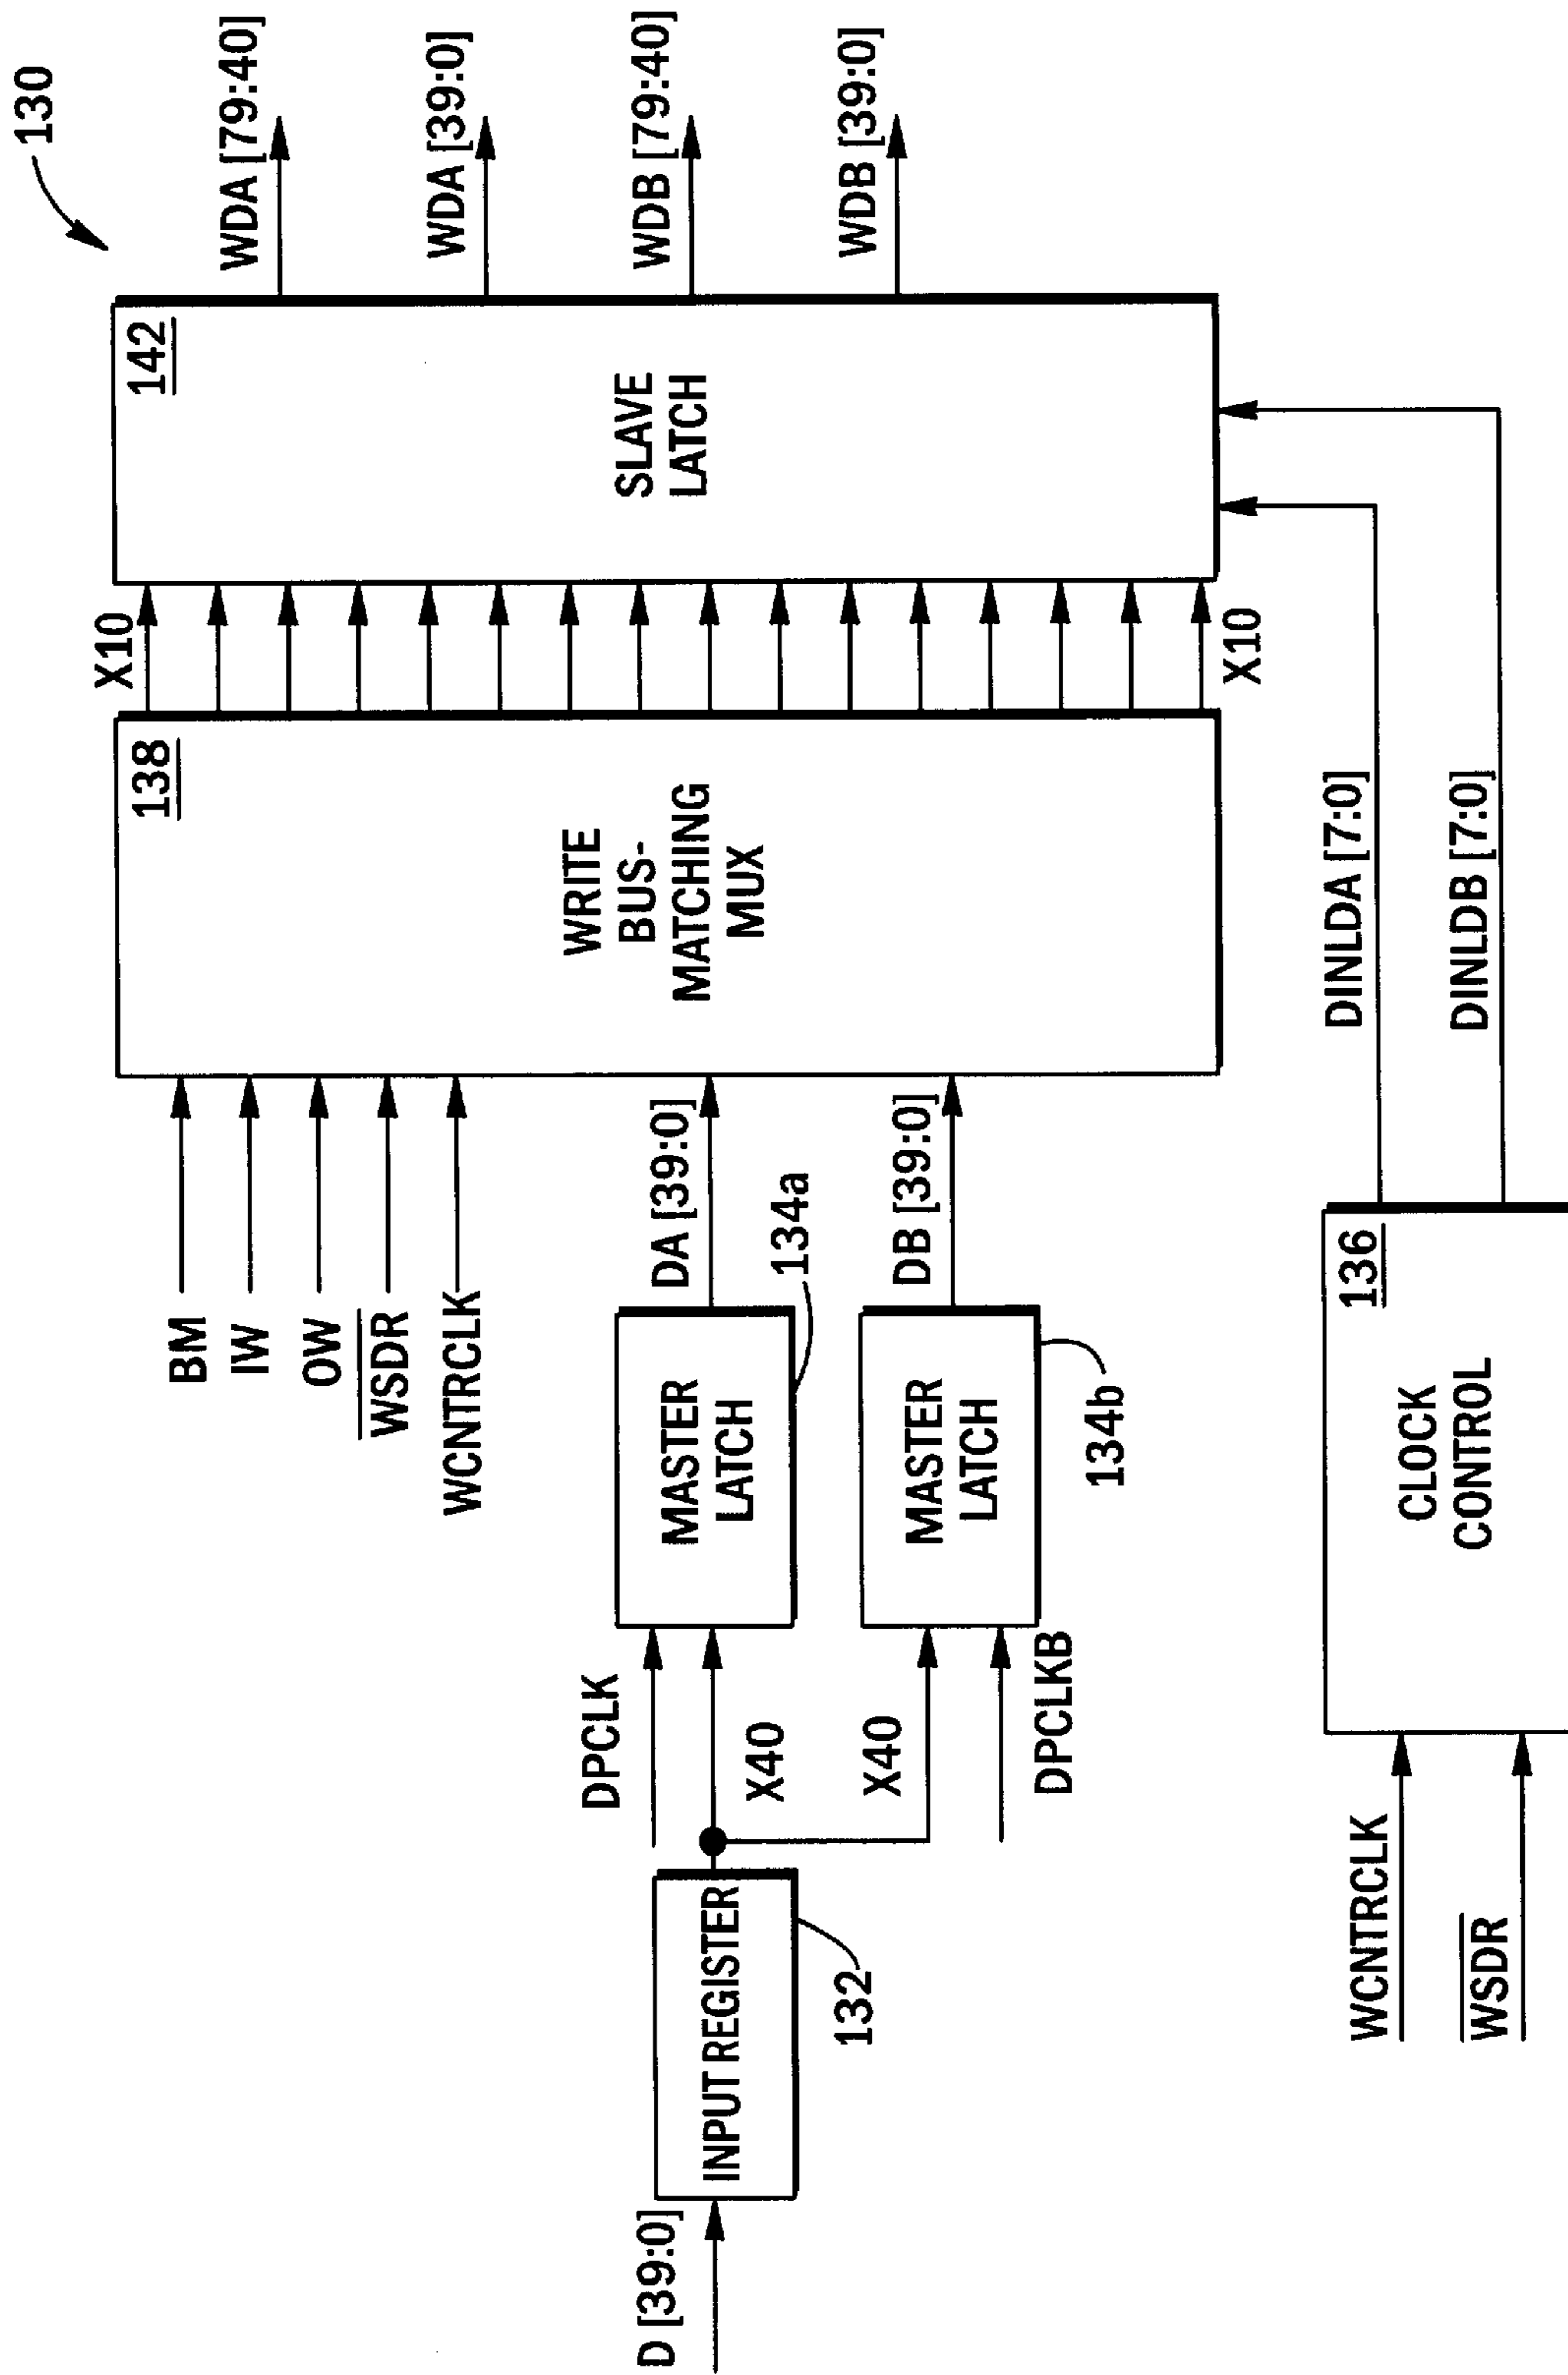 130
D [39:0]
INPUT REGISTER
132
DPCLK
X40
X40
DPCLKB
MASTER
LATCH
134a
MASTER
LATCH
134b
DA [39:0]
DB [39:0]
BM
IW
OW
WSDR
WCNTRCLK
138
WRITE
BUS-
MATCHING
MUX
X10
X10
142
SLAVE
LATCH
WDA [79:40]
WDA [39:0]
WDB [79:40]
WDB [39:0]
WCNTRCLK
WSDR
136
CLOCK
CONTROL
DINLDA [7:0]
DINLDB [7:0]